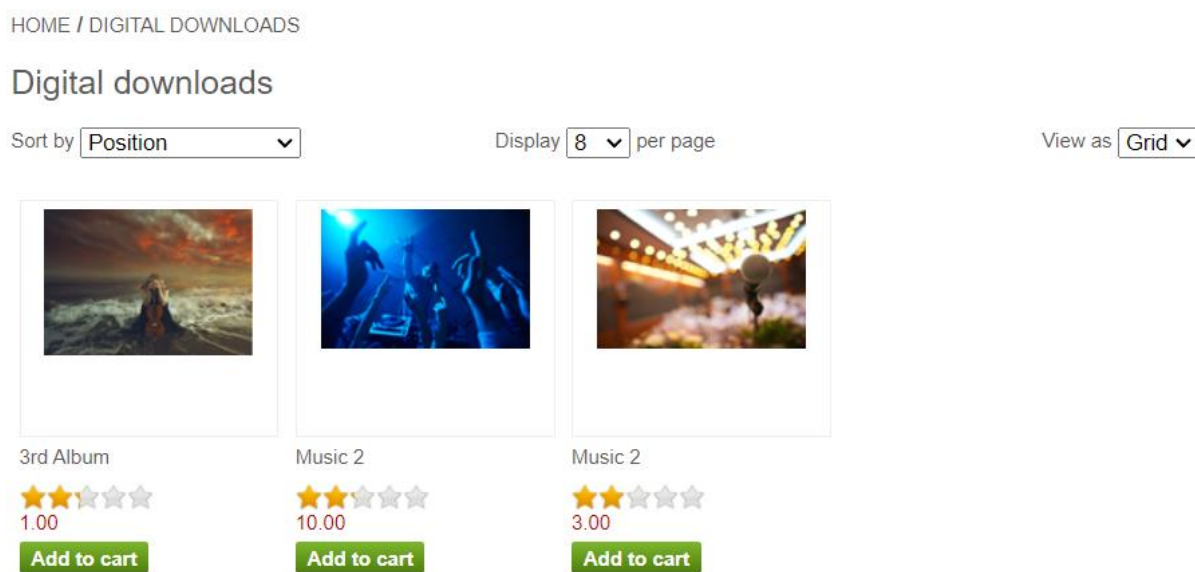 HOME / DIGITAL DOWNLOADS
Digital downloads
Sort by Position Display 8 per page View as Grid
3rd Album Music 2 Music 2
1.00 10.00 3.00
Add to cart Add to cart Add to cart